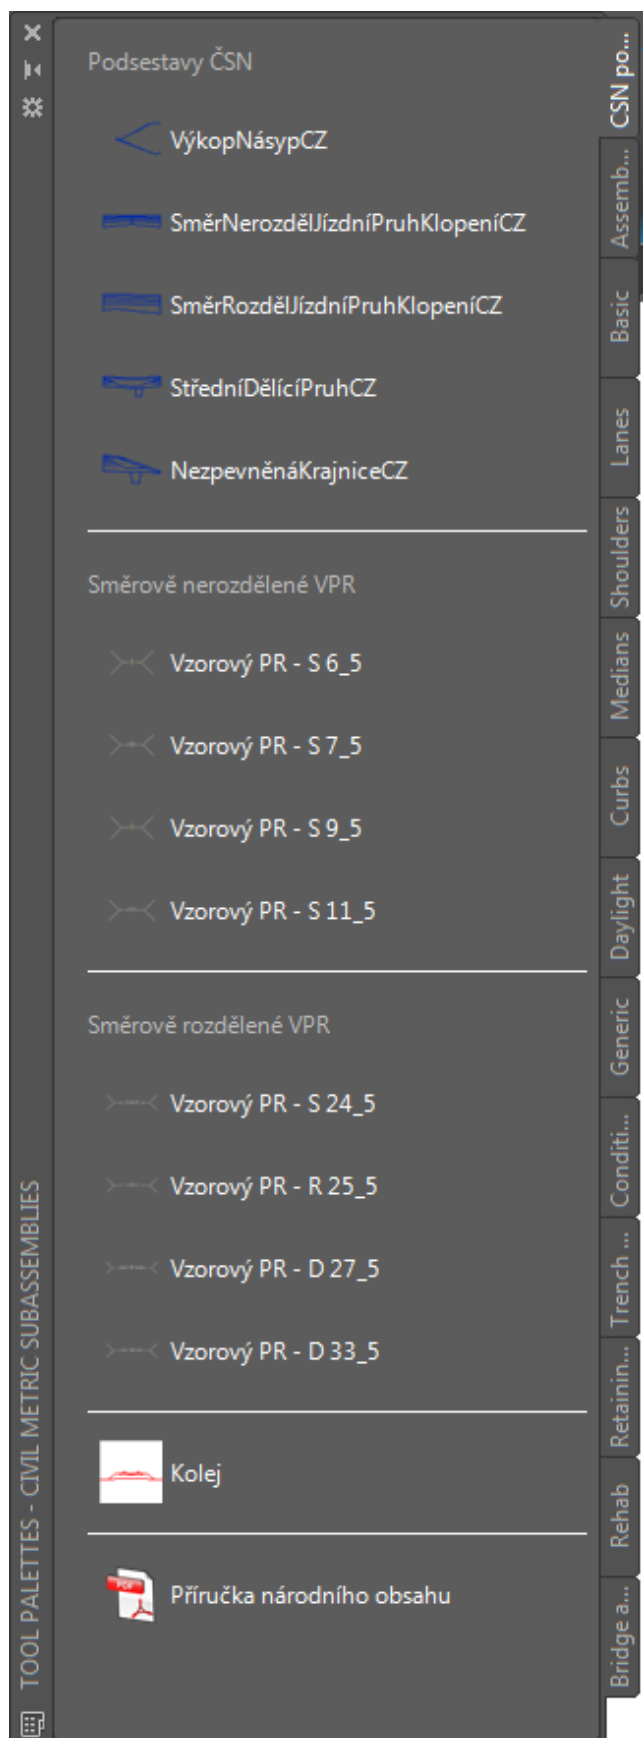 Podsestavy ČSN
VýkopNásypCZ
SměrNerozdělJízdníPruhKlopeníCZ
SměrRozdělJízdníPruhKlopeníCZ
StředníDělícíPruhCZ
NezpevněnáKrajniceCZ
Směrově nerozdělené VPR
Vzorový PR - S 6_5
Vzorový PR - S 7_5
Vzorový PR - S 9_5
Vzorový PR - S 11_5
Směrově rozdělené VPR
Vzorový PR - S 24_5
Vzorový PR - R 25_5
Vzorový PR - D 27_5
Vzorový PR - D 33_5
Kolej
PDF
Příručka národního obsahu
TOOL PALETTES - CIVIL METRIC SUBASSEMBLIES
CSN po...
Assemb...
Basic
Lanes
Shoulders
Medians
Curbs
Daylight
Generic
Conditi...
Trench ...
Retainin...
Rehab
Bridge a...